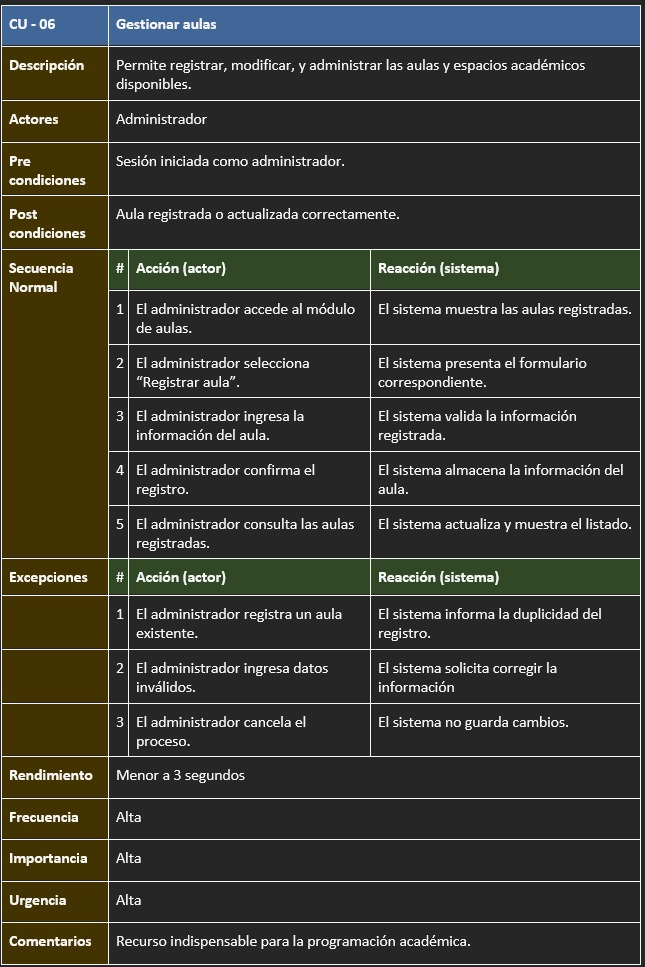 CU - 06 Gestionar aulas
Descripción Permite registrar, modificar, y administrar las aulas y espacios académicos
disponibles.
Actores Administrador
Pre
condiciones
Sesión iniciada como administrador.
Post
condiciones
Aula registrada o actualizada correctamente.
Secuencia
Normal
# Acción (actor) Reacción (sistema)
1 El administrador accede al módulo
de aulas.
El sistema muestra las aulas registradas.
2 El administrador selecciona
“Registrar aula”.
El sistema presenta el formulario
correspondiente.
3 El administrador ingresa la
información del aula.
El sistema valida la información
registrada.
4 El administrador confirma el
registro.
El sistema almacena la información del
aula.
5 El administrador consulta las aulas
registradas.
El sistema actualiza y muestra el listado.
Excepciones # Acción (actor) Reacción (sistema)
1 El administrador registra un aula
existente.
El sistema informa la duplicidad del
registro.
2 El administrador ingresa datos
inválidos.
El sistema solicita corregir la
información
3 El administrador cancela el
proceso.
El sistema no guarda cambios.
Rendimiento Menor a 3 segundos
Frecuencia Alta
Importancia Alta
Urgencia Alta
Comentarios Recurso indispensable para la programación académica.